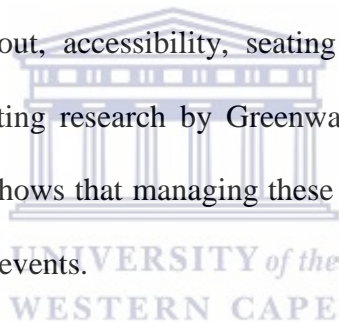 out, accessibility, seating
ting research by Greenwa
hows that managing these
events.
UNIVERSITY of the
WESTERN CAPE